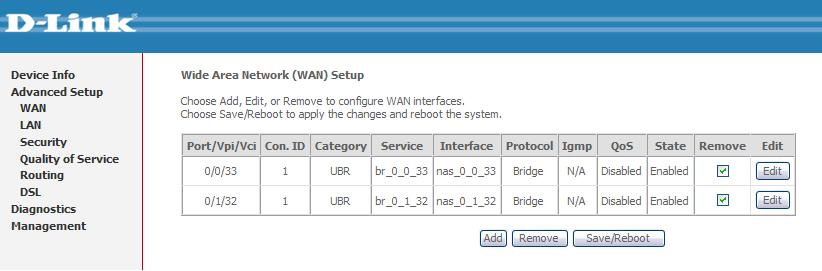 D-Link
Device Info
Advanced Setup
WAN
LAN
Security
Quality of Service
Routing
DSL
Diagnostics
Management
Wide Area Network (WAN) Setup
Choose Add, Edit, or Remove to configure WAN interfaces.
Choose Save/Reboot to apply the changes and reboot the system.
Port/Vpi/Vci Con. ID Category Service Interface Protocol Igmp QoS State Remove Edit
0/0/33 1 UBR br_0_0_33 nas_0_0_33 Bridge N/A Disabled Enabled Edit
0/1/32 1 UBR br_0_1_32 nas_0_1_32 Bridge N/A Disabled Enabled Edit
Add Remove Save/Reboot